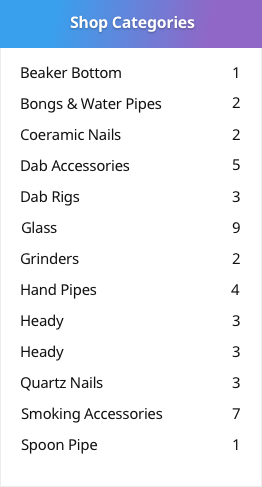 Shop Categories
Beaker Bottom 1
Bongs & Water Pipes 2
Coeramic Nails 2
Dab Accessories 5
Dab Rigs 3
Glass 9
Grinders 2
Hand Pipes 4
Heady 3
Heady 3
Quartz Nails 3
Smoking Accessories 7
Spoon Pipe 1